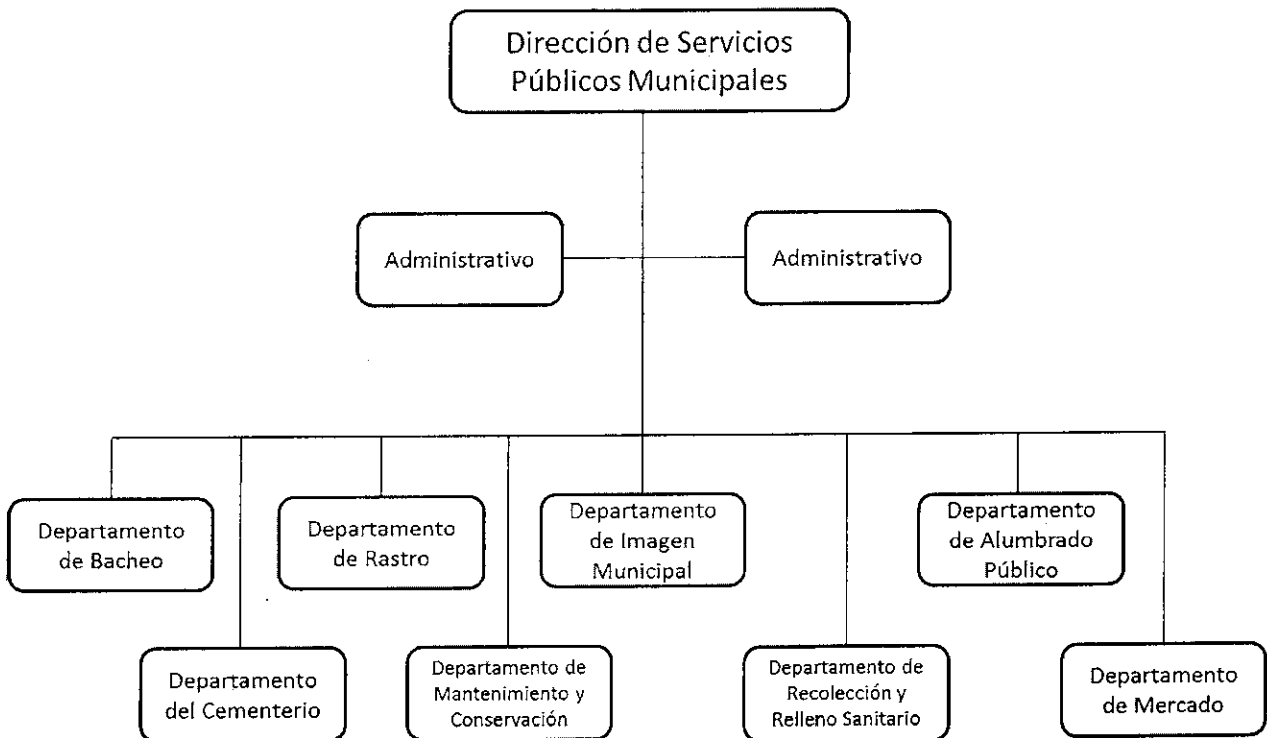 Dirección de Servicios
Públicos Municipales
Administrativo
Administrativo
Departamento
de Bacheo
Departamento
de Rastro
Departamento
de Imagen
Municipal
Departamento
de Alumbrado
Público
Departamento
del Cementerio
Departamento de
Mantenimiento y
Conservación
Departamento de
Recolección y
Relleno Sanitario
Departamento
de Mercado